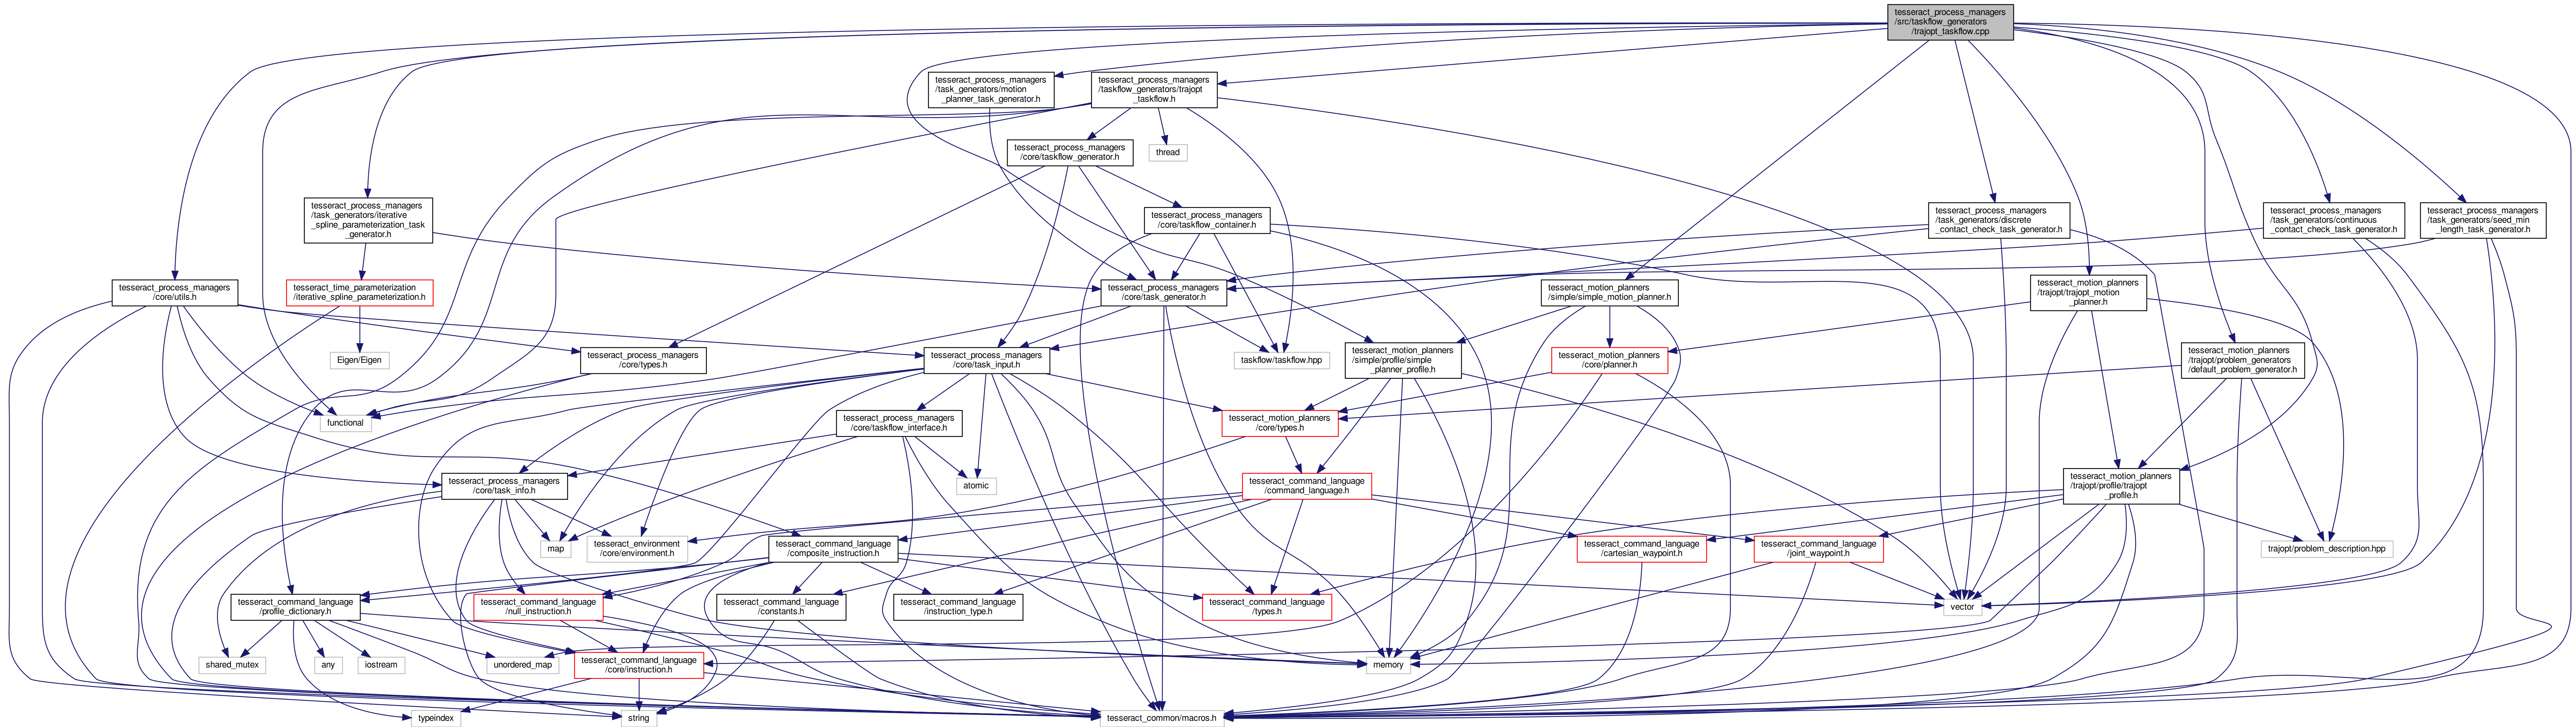 tesseract_process_managers
/src/taskflow_generators
/trajopt_taskflow.cpp
tesseract_process_managers
/task_generators/motion
_planner_task_generator.h
tesseract_process_managers
/taskflow_generators/trajopt
_taskflow.h
tesseract_process_managers
/core/taskflow_generator.h
thread
tesseract_process_managers
/task_generators/iterative
_spline_parameterization_task
_generator.h
tesseract_process_managers
/core/taskflow_container.h
tesseract_process_managers
/task_generators/discrete
_contact_check_task_generator.h
tesseract_process_managers
/task_generators/continuous
_contact_check_task_generator.h
tesseract_process_managers
/task_generators/seed_min
_length_task_generator.h
tesseract_process_managers
/core/utils.h
tesseract_time_parameterization
/iterative_spline_parameterization.h
tesseract_process_managers
/core/task_generator.h
tesseract_motion_planners
/simple/simple_motion_planner.h
tesseract_motion_planners
/trajopt/trajopt_motion
_planner.h
Eigen/Eigen
tesseract_process_managers
/core/types.h
tesseract_process_managers
/core/task_input.h
taskflow/taskflow.hpp
tesseract_motion_planners
/simple/profile/simple
_planner_profile.h
tesseract_motion_planners
/core/planner.h
tesseract_motion_planners
/trajopt/problem_generators
/default_problem_generator.h
functional
tesseract_process_managers
/core/taskflow_interface.h
tesseract_motion_planners
/core/types.h
tesseract_process_managers
/core/task_info.h
atomic
tesseract_command_language
/command_language.h
tesseract_motion_planners
/trajopt/profile/trajopt
_profile.h
map
tesseract_environment
/core/environment.h
tesseract_command_language
/composite_instruction.h
tesseract_command_language
/cartesian_waypoint.h
tesseract_command_language
/joint_waypoint.h
trajopt/problem_description.hpp
tesseract_command_language
/profile_dictionary.h
tesseract_command_language
/null_instruction.h
tesseract_command_language
/constants.h
tesseract_command_language
/instruction_type.h
tesseract_command_language
/types.h
vector
shared_mutex
any
iostream
unordered_map
tesseract_command_language
/core/instruction.h
memory
typeindex
string
tesseract_common/macros.h